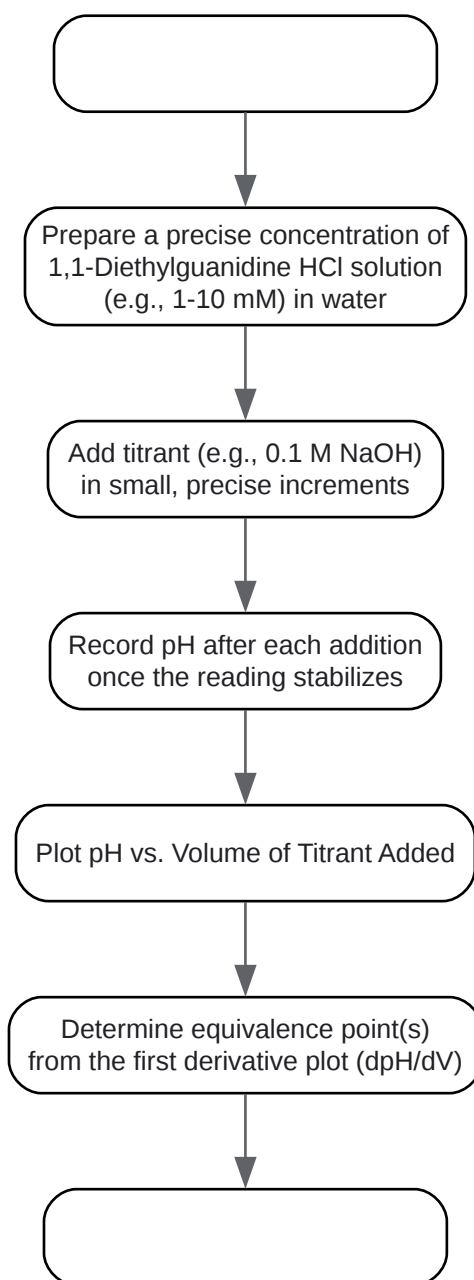 Prepare a precise concentration of
1,1-Diethylguanidine HCl solution
(e.g., 1-10 mM) in water
Add titrant (e.g., 0.1 M NaOH)
in small, precise increments
Record pH after each addition
once the reading stabilizes
Plot pH vs. Volume of Titrant Added
Determine equivalence point(s)
from the first derivative plot (dpH/dV)